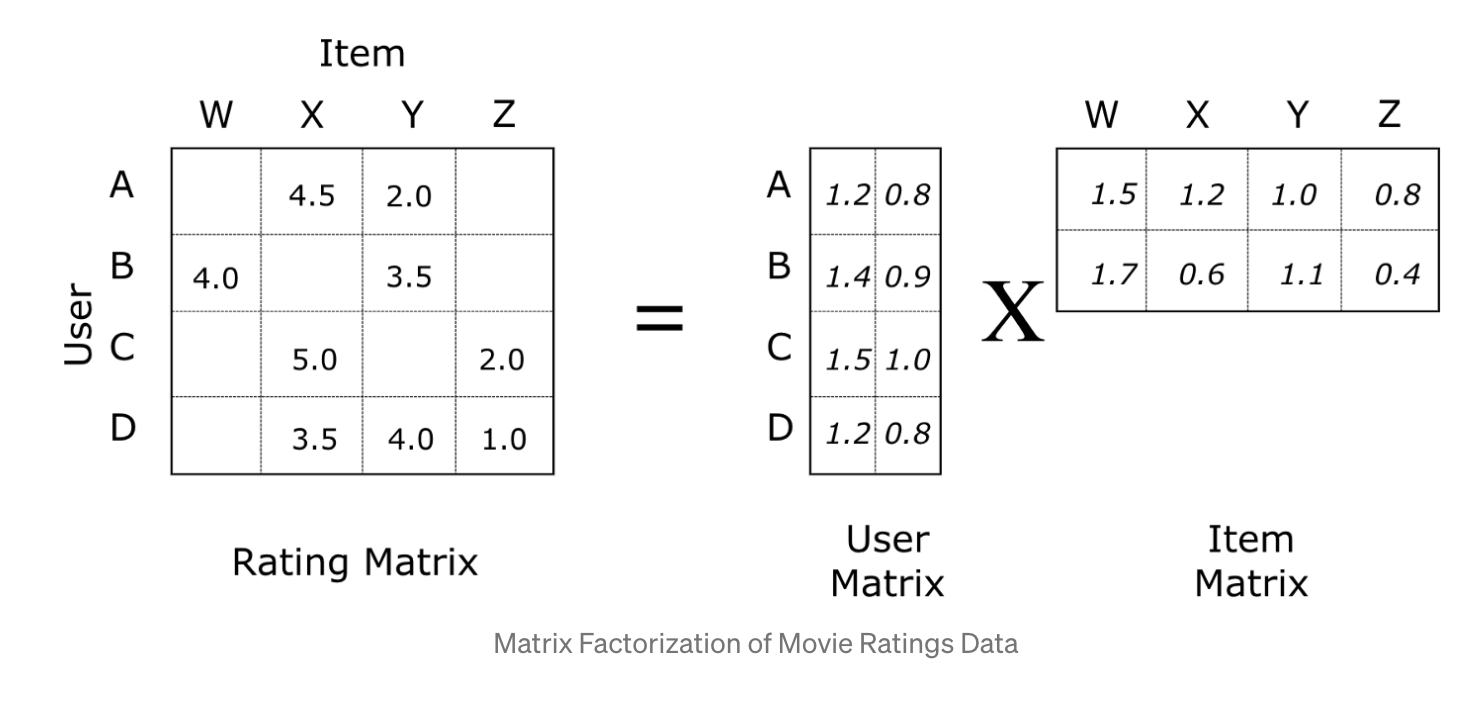 Item
W X Y Z W X Y Z
A 4.5 2.0 A 1.2 0.8 1.5 1.2 1.0 0.8
B 4.0 3.5 B 1.4 0.9 X 1.7 0.6 1.1 0.4
User
=
C 5.0 2.0 C 1.5 1.0
D 3.5 4.0 1.0 D 1.2 0.8
Rating Matrix
User
Matrix
Item
Matrix
Matrix Factorization of Movie Ratings Data